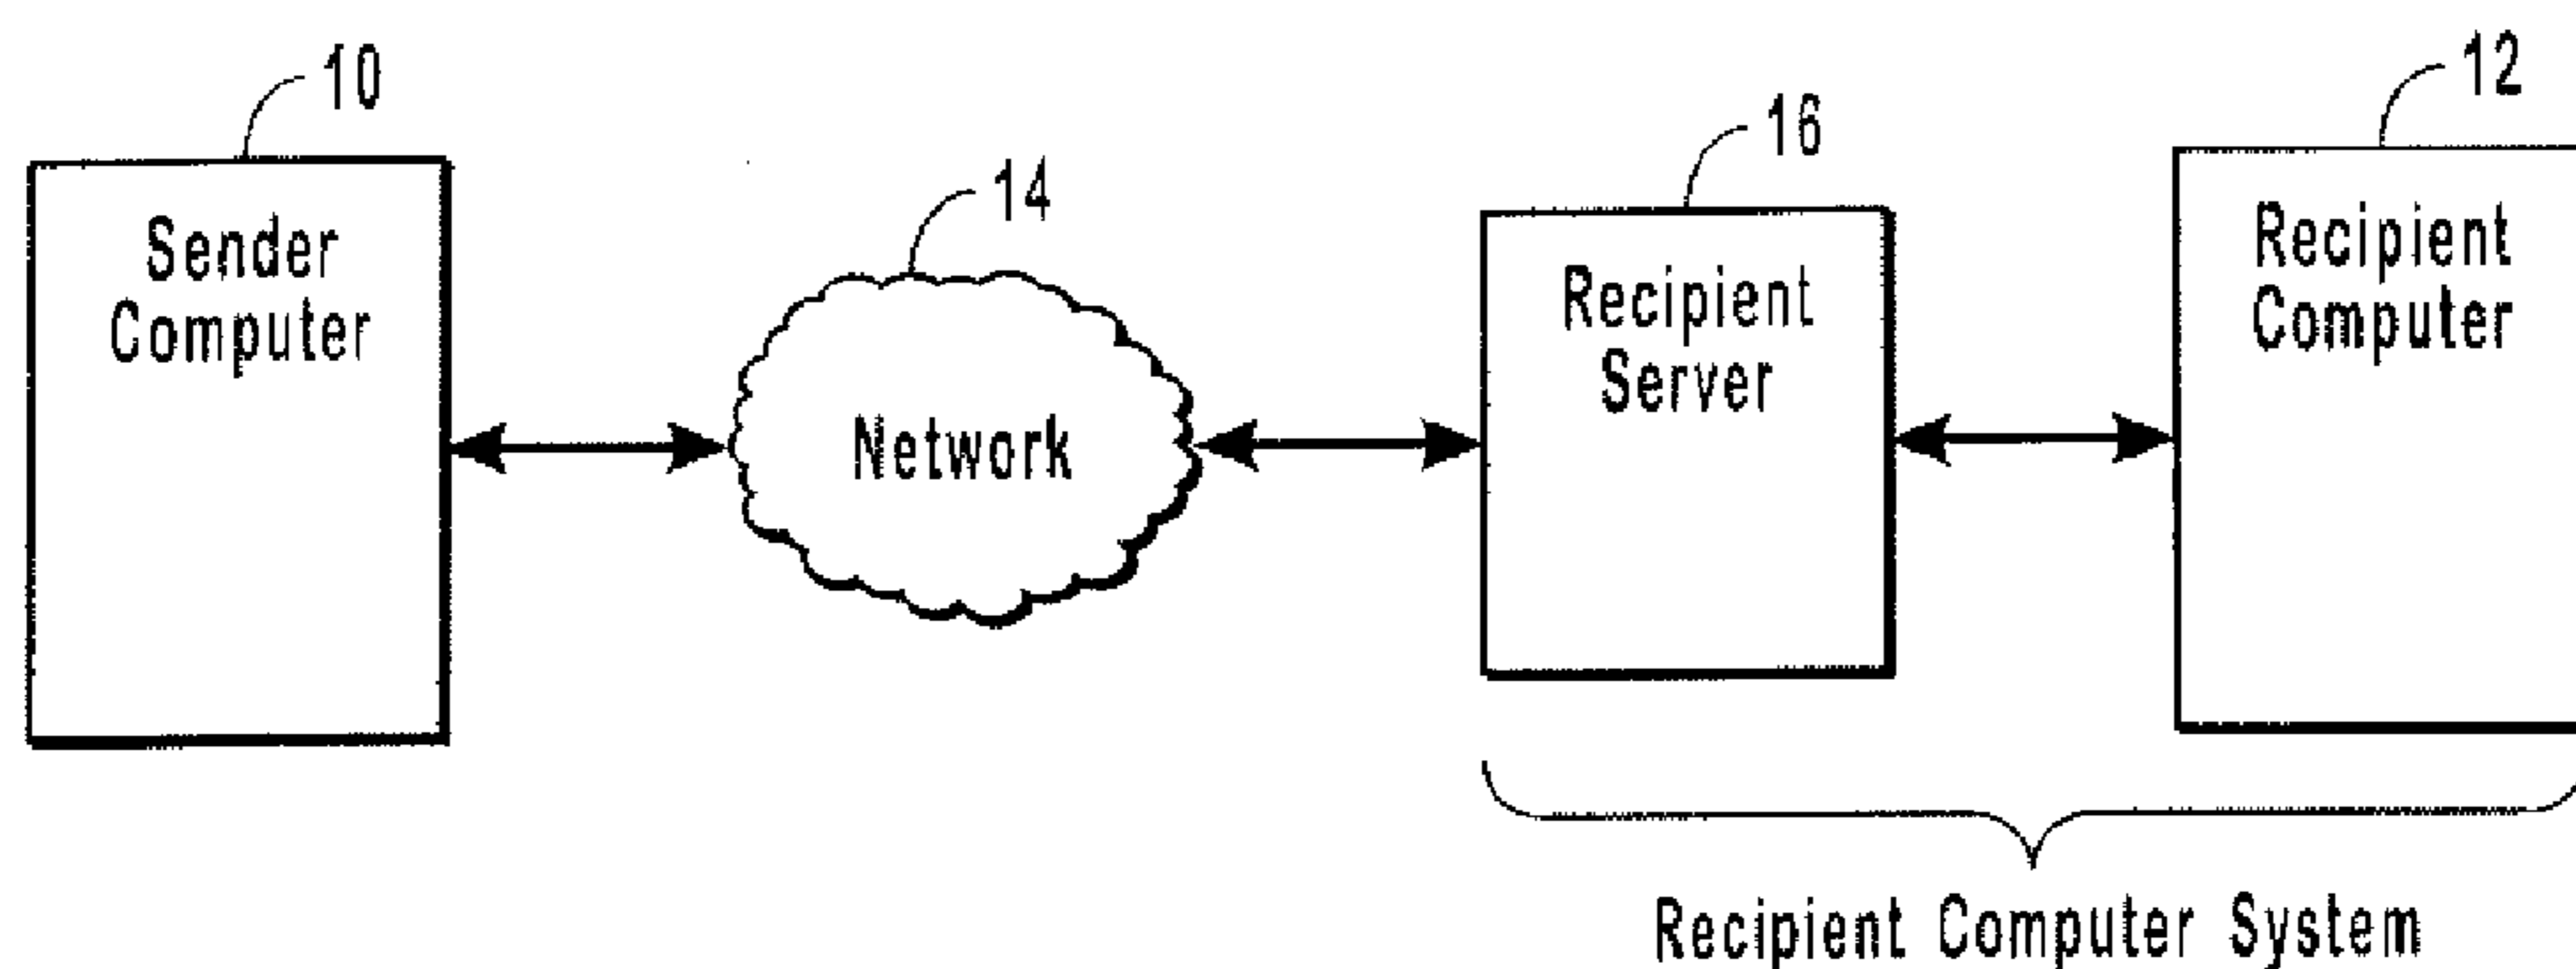 10
Sender
Computer
14
Network
16
Recipient
Server
12
Recipient
Computer
Recipient Computer System